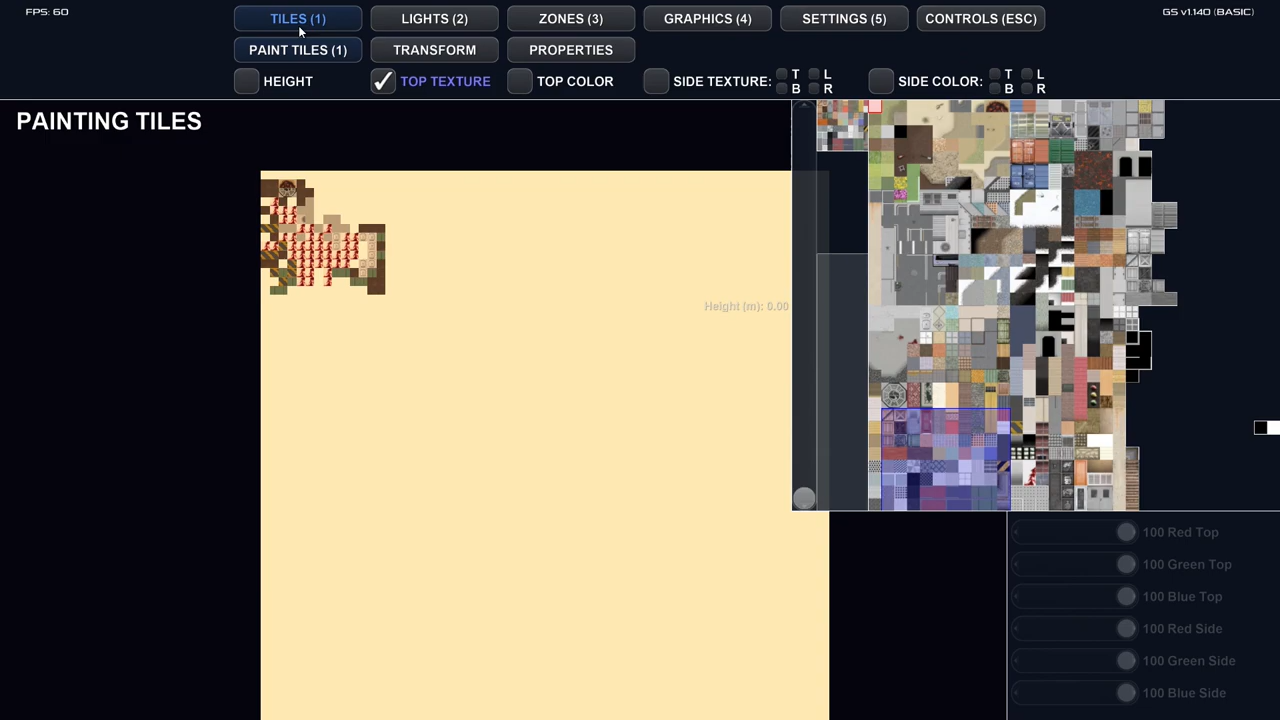 FPS: 60
TILES (1)
LIGHTS (2)
ZONES (3)
GRAPHICS (4)
SETTINGS (5)
CONTROLS (ESC)
GS v1.140 (BASIC)
PAINT TILES (1)
TRANSFORM
PROPERTIES
HEIGHT
TOP TEXTURE
TOP COLOR
SIDE TEXTURE:
T L
B R
SIDE COLOR:
T L
B R
PAINTING TILES
Height (m): 0.00
100 Red Top
100 Green Top
100 Blue Top
100 Red Side
100 Green Side
100 Blue Side